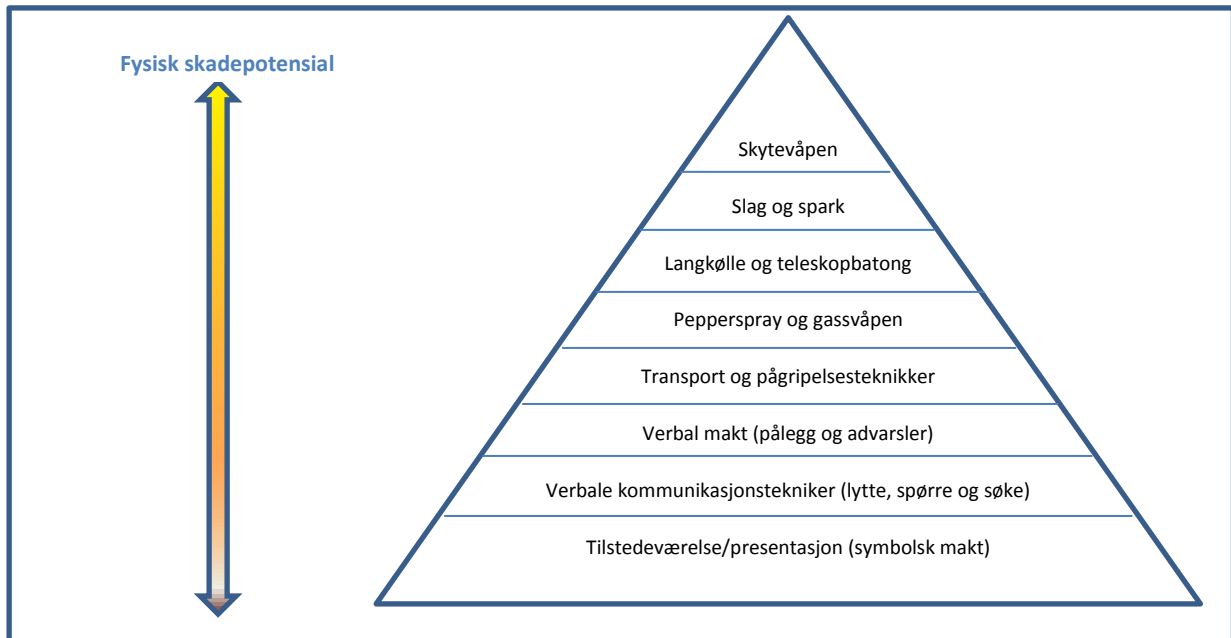 Fysisk skadepotensial
Skytevåpen
Slag og spark
Langkølle og teleskopbatong
Pepperspray og gassvåpen
Transport og pågripelsesteknikker
Verbal makt (pålegg og advarsler)
Verbale kommunikasjonstekniker (lytte, spørre og søke)
Tilstedeværelse/presentasjon (symbolsk makt)